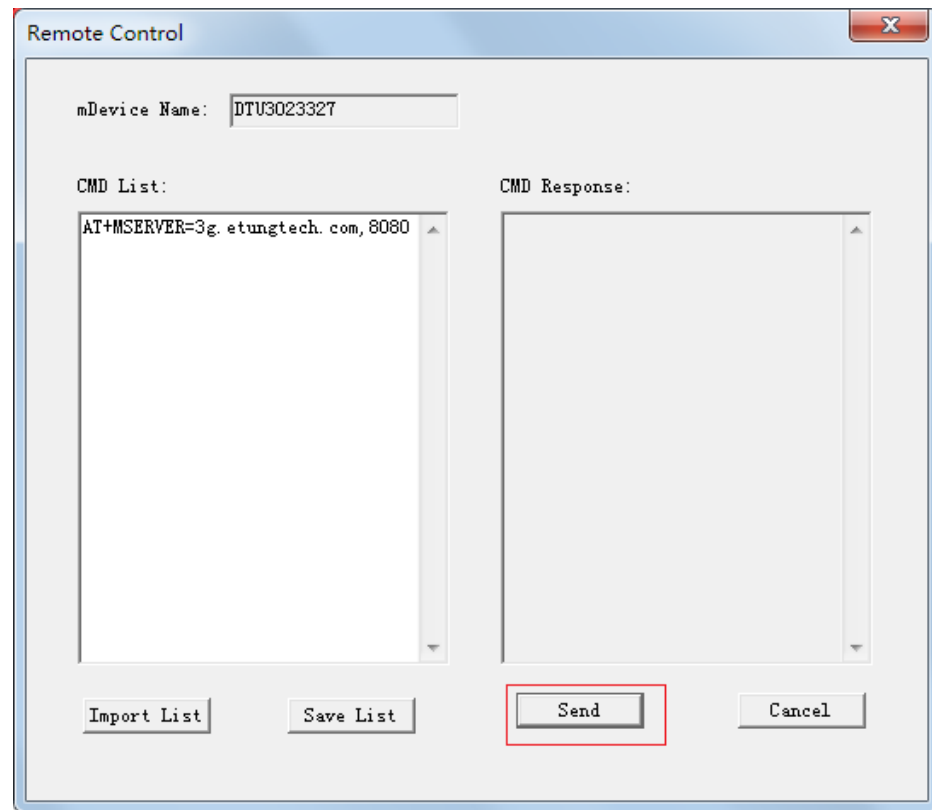 Remote Control
mDevice Name: DTU3023327
CMD List:
CMD Response:
AT+MSERVER=3g.etungtech.com,8080
Import List
Save List
Send
Cancel